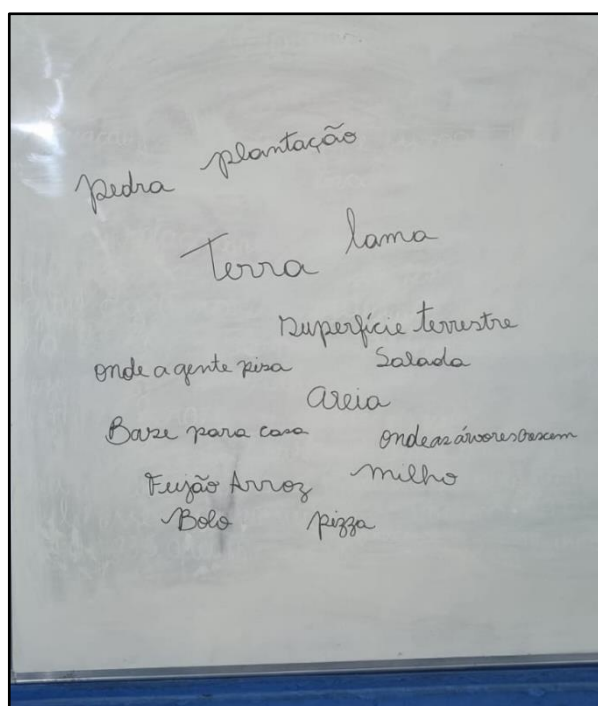 plantação
pedra
lama
Terra
Superfície terrestre
onde a gente pisa Salada
areia
Base para casa onde as árvores crescem
Feijão Arroz milho
Bolo pizza